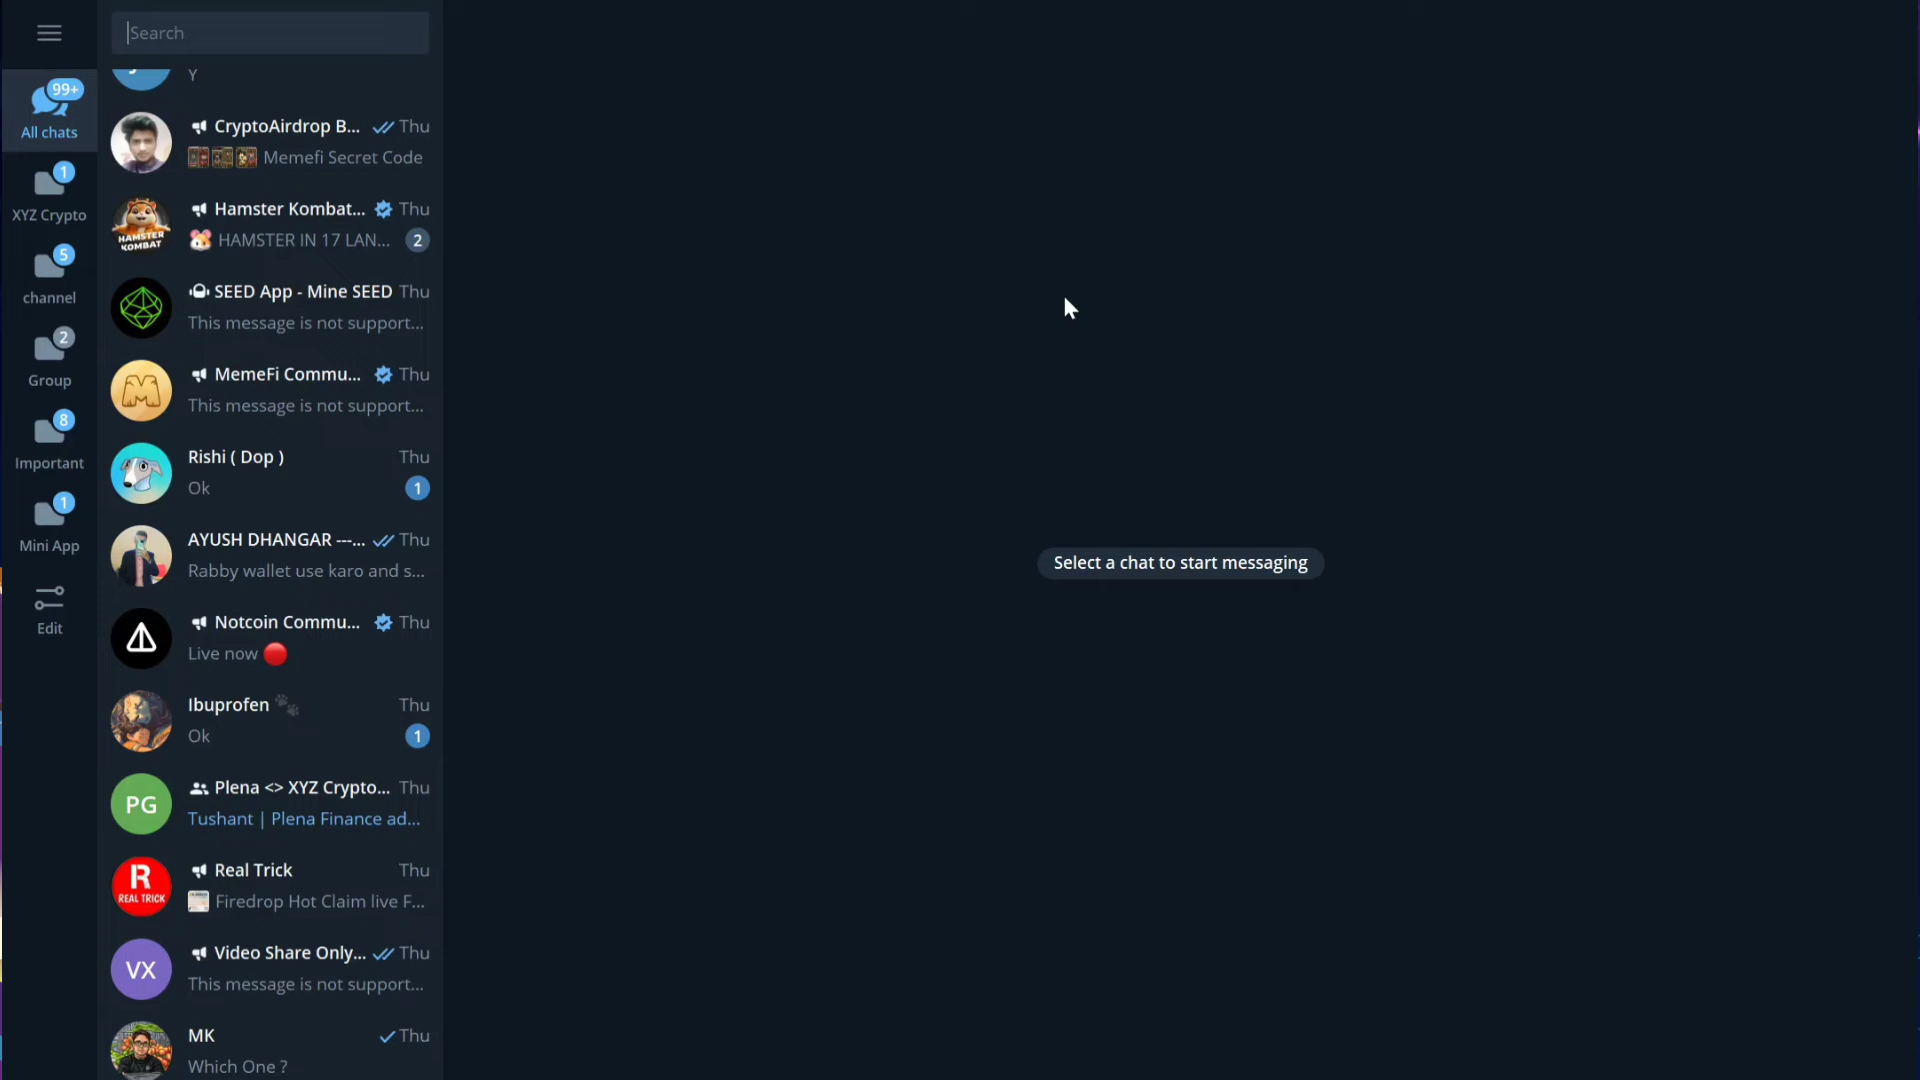 Search
99+
All chats
1
XYZ Crypto
5
channel
2
Group
8
Important
1
Mini App
Edit
Y
CryptoAirdrop B... Thu
Memefi Secret Code
HAMSTER KOMBAT
Hamster Kombat... Thu
HAMSTER IN 17 LAN... 2
SEED App - Mine SEED Thu
This message is not support...
MemeFi Commu... Thu
This message is not support...
Rishi ( Dop ) Thu
Ok 1
AYUSH DHANGAR ---... Thu
Rabby wallet use karo and s...
Notcoin Commu... Thu
Live now
Ibuprofen Thu
Ok 1
PG
Plena <> XYZ Crypto... Thu
Tushant | Plena Finance ad...
R
REAL TRICK
Real Trick Thu
Firedrop Hot Claim live F...
VX
Video Share Only... Thu
This message is not support...
MK Thu
Which One ?
Select a chat to start messaging